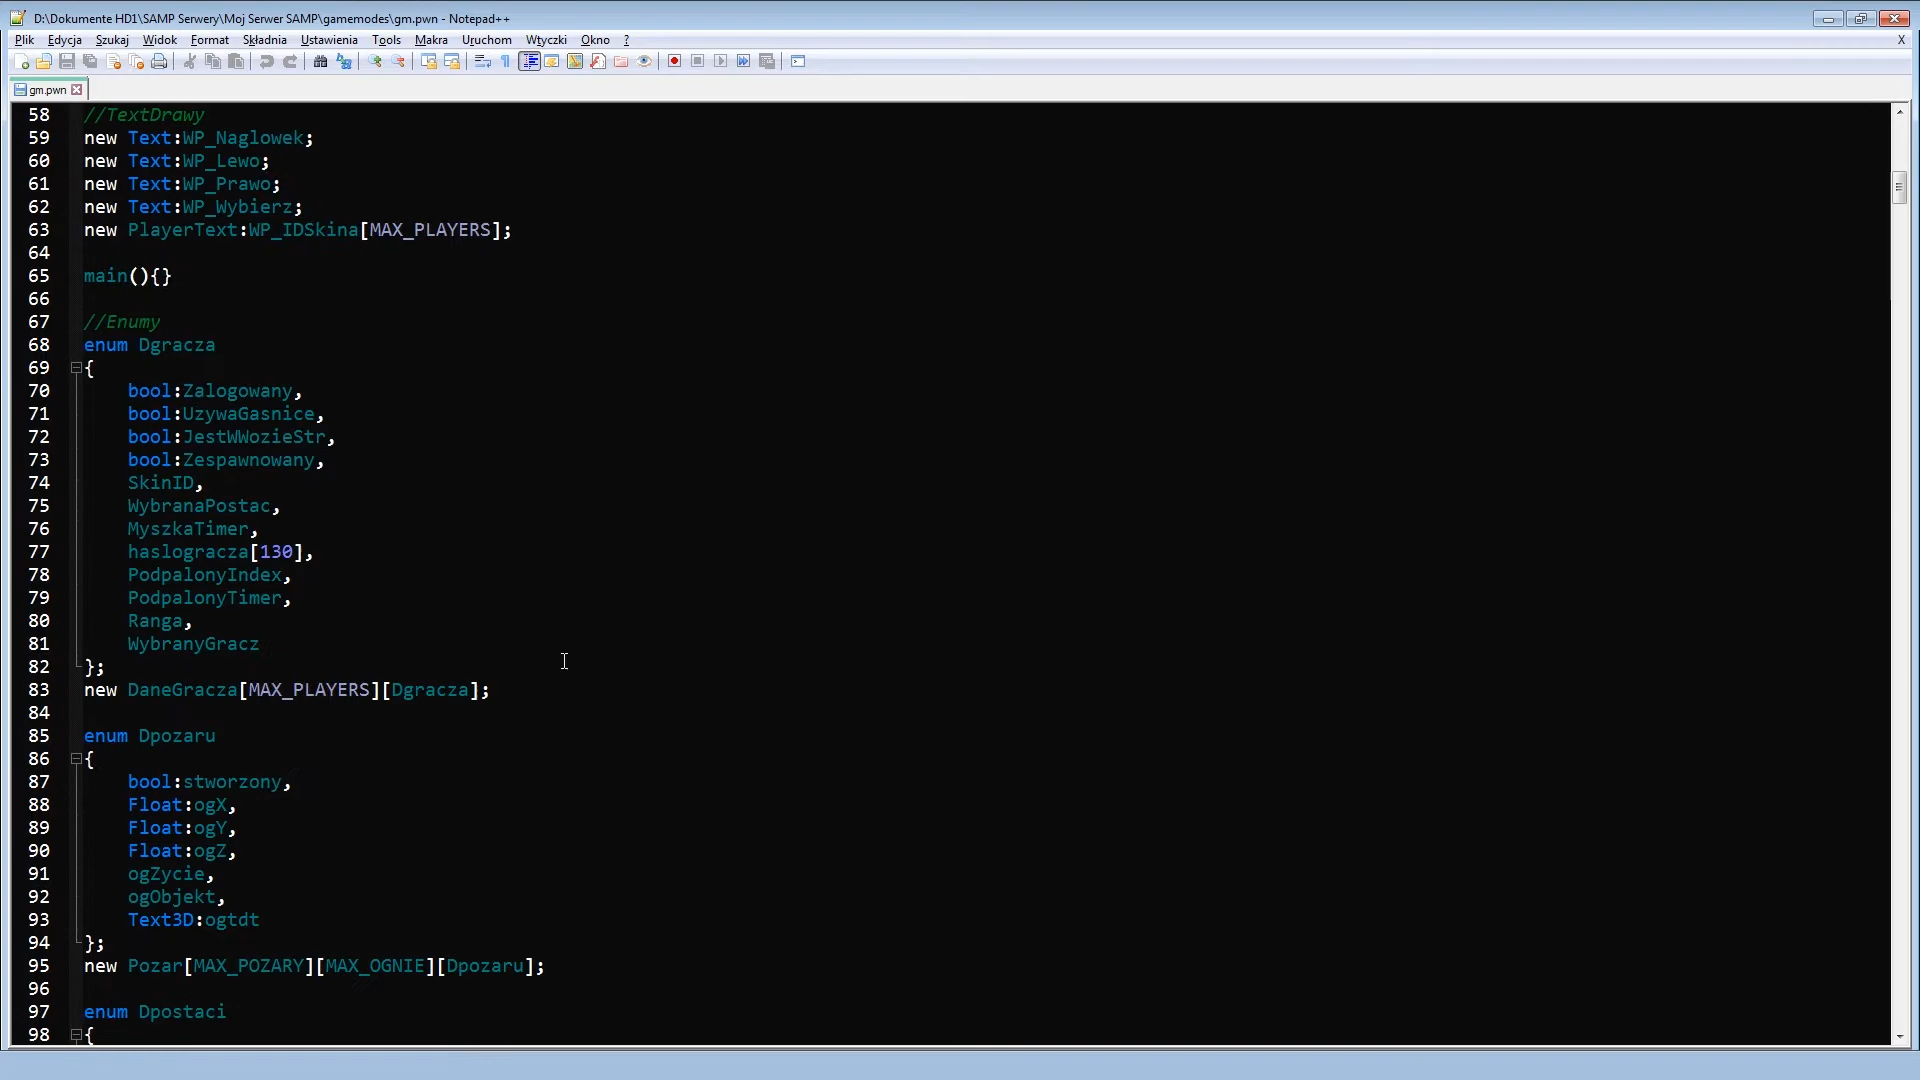 D:\Dokumente HD1\SAMP Serwery\Moj Serwer SAMP\gamemodes\gm.pwn - Notepad++
Plik Edycja Szukaj Widok Format Składnia Ustawienia Tools Makra Uruchom Wtyczki Okno ? X
gm.pwn
58 //TextDrawy
59 new Text:WP_Naglowek;
60 new Text:WP_Lewo;
61 new Text:WP_Prawo;
62 new Text:WP_Wybierz;
63 new PlayerText:WP_IDSkina[MAX_PLAYERS];
64
65 main(){}
66
67 //Enumy
68 enum Dgracza
69 {
70 bool:Zalogowany,
71 bool:UzywaGasnice,
72 bool:JestWWozieStr,
73 bool:Zespawnowany,
74 SkinID,
75 WybranaPostac,
76 MyszkaTimer,
77 haslogracza[130],
78 PodpalonyIndex,
79 PodpalonyTimer,
80 Ranga,
81 WybranyGracz
82 };
83 new DaneGracza[MAX_PLAYERS][Dgracza];
84
85 enum Dpozaru
86 {
87 bool:stworzony,
88 Float:ogX,
89 Float:ogY,
90 Float:ogZ,
91 ogZycie,
92 ogObjekt,
93 Text3D:ogtdt
94 };
95 new Pozar[MAX_POZARY][MAX_OGNIE][Dpozaru];
96
97 enum Dpostaci
98 {